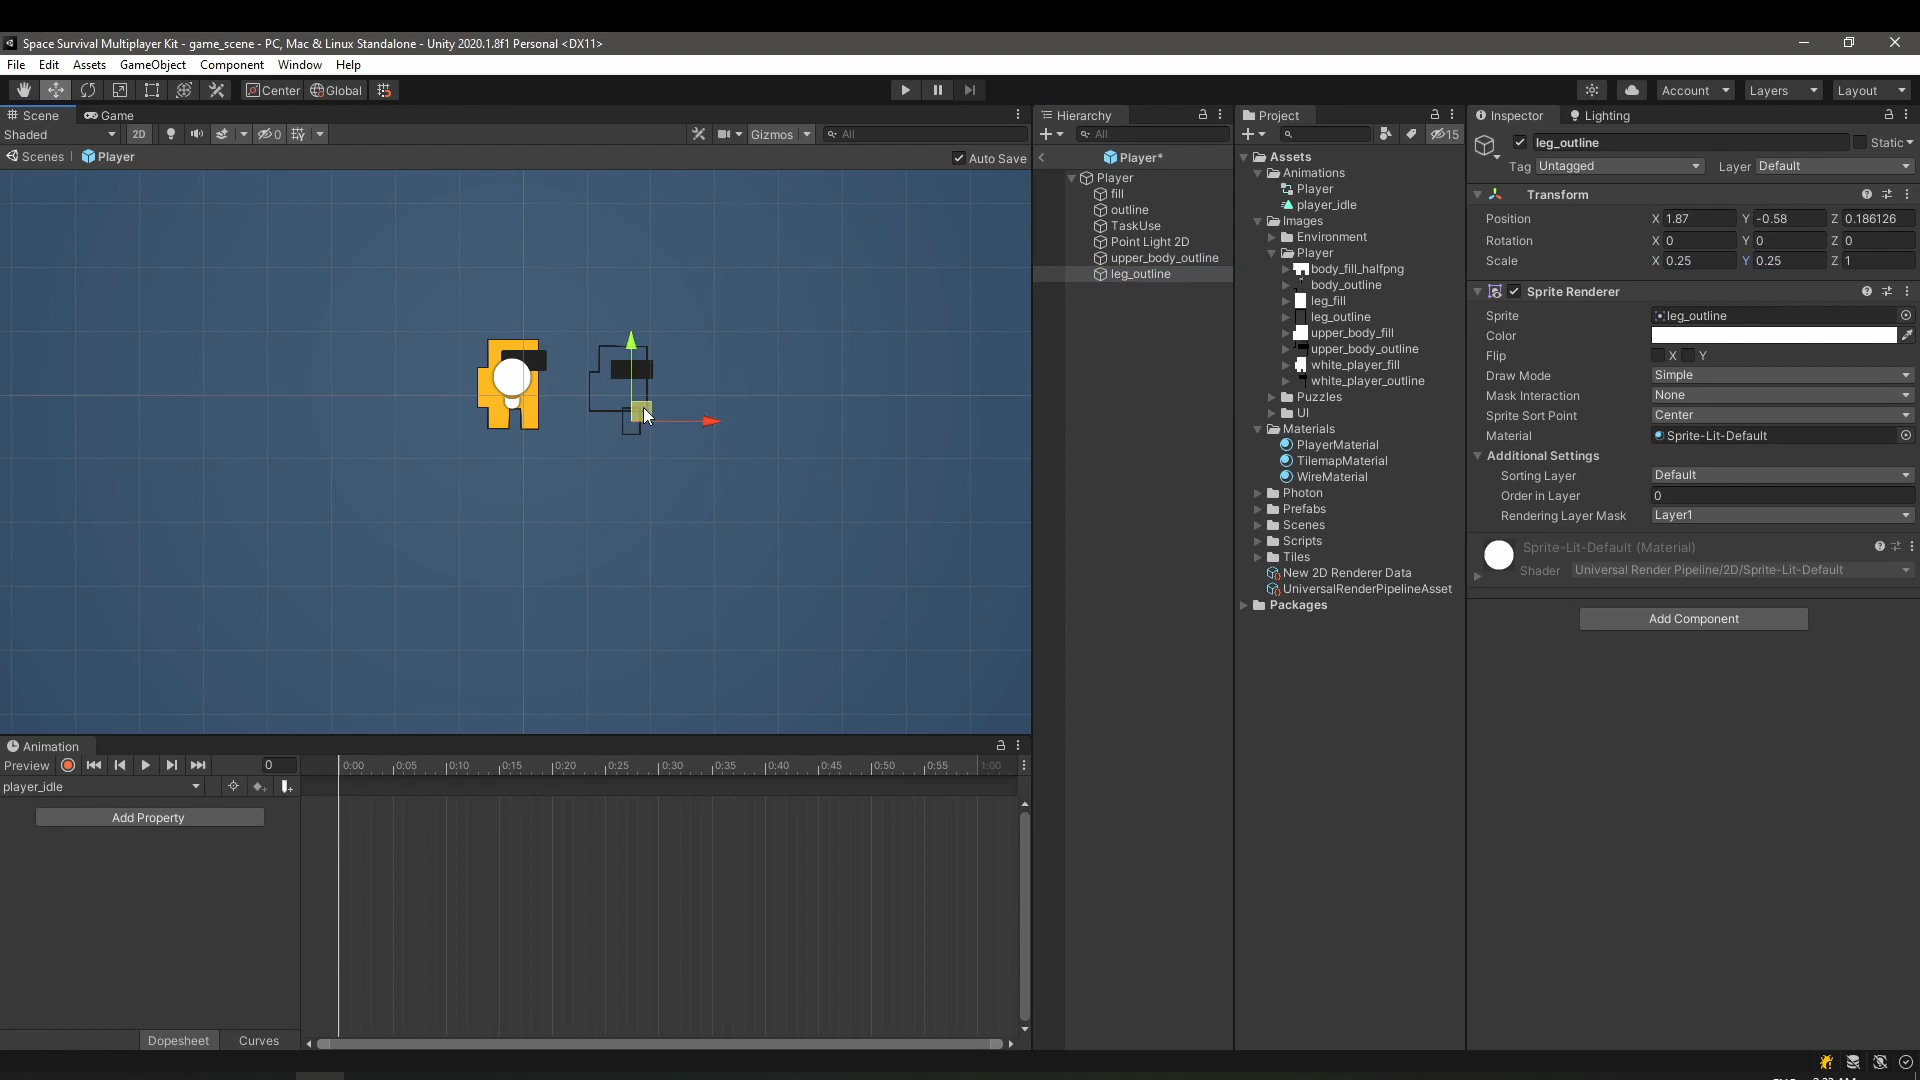 Space Survival Multiplayer Kit - game_scene - PC, Mac & Linux Standalone - Unity 2020.1.8f1 Personal <DX11>
File Edit Assets GameObject Component Window Help
Center Global Account Layers Layout
Scene Game
Shaded 2D 0 Gizmos All
Scenes Player Auto Save
Hierarchy
All
Player*
Player
fill
outline
TaskUse
Point Light 2D
upper_body_outline
leg_outline
Project
15
Assets
Animations
Player
player_idle
Images
Environment
Player
body_fill_halfpng
body_outline
leg_fill
leg_outline
upper_body_fill
upper_body_outline
white_player_fill
white_player_outline
Puzzles
UI
Materials
PlayerMaterial
TilemapMaterial
WireMaterial
Photon
Prefabs
Scenes
Scripts
Tiles
New 2D Renderer Data
UniversalRenderPipelineAsset
Packages
Inspector Lighting
leg_outline Static
Tag Untagged Layer Default
Transform
Position X 1.87 Y -0.58 Z 0.186126
Rotation X 0 Y 0 Z 0
Scale X 0.25 Y 0.25 Z 1
Sprite Renderer
Sprite leg_outline
Color
Flip X Y
Draw Mode Simple
Mask Interaction None
Sprite Sort Point Center
Material Sprite-Lit-Default
Additional Settings
Sorting Layer Default
Order in Layer 0
Rendering Layer Mask Layer1
Sprite-Lit-Default (Material)
Shader Universal Render Pipeline/2D/Sprite-Lit-Default
Add Component
Animation
Preview 0 0:00 0:05 0:10 0:15 0:20 0:25 0:30 0:35 0:40 0:45 0:50 0:55 1:00
player_idle
Add Property
Dopesheet Curves